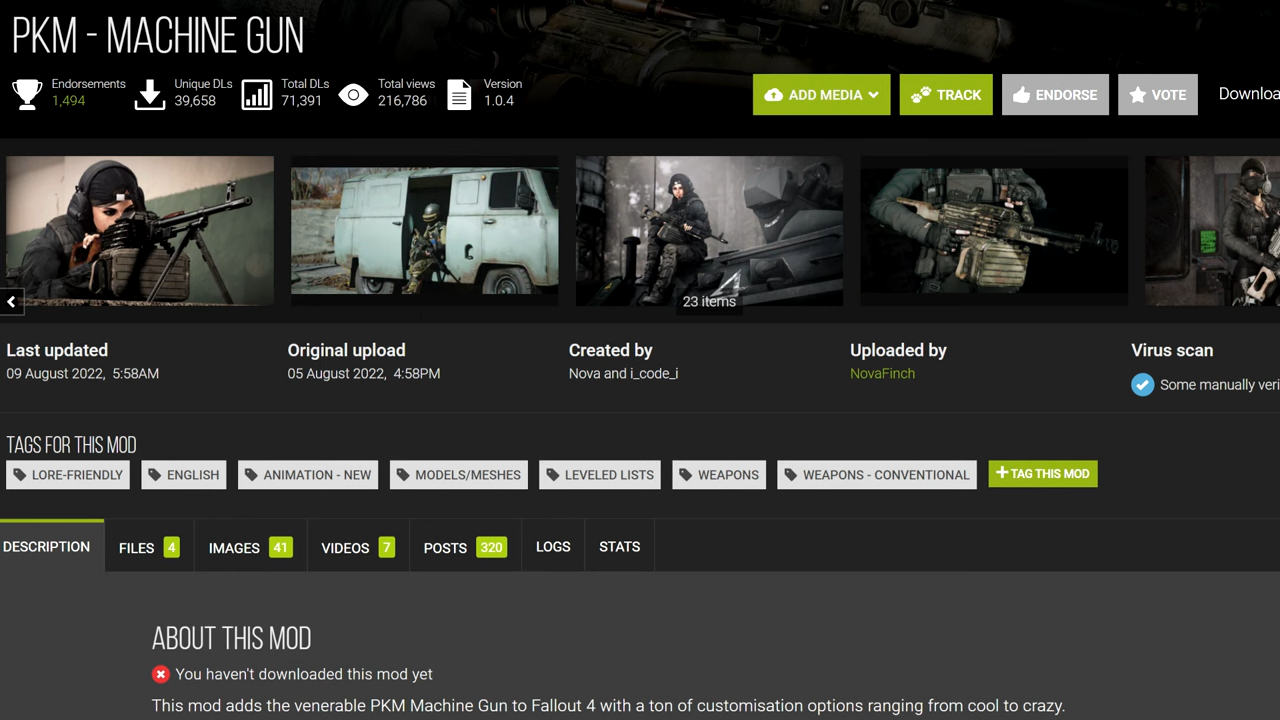 PKM - MACHINE GUN
Endorsements
1,494
Unique DLs
39,658
Total DLs
71,391
Total views
216,786
Version
1.0.4
ADD MEDIA
TRACK
ENDORSE
VOTE
Downloa
23 items
Last updated
09 August 2022, 5:58AM
Original upload
05 August 2022, 4:58PM
Created by
Nova and i_code_i
Uploaded by
NovaFinch
Virus scan
Some manually veri
TAGS FOR THIS MOD
LORE-FRIENDLY
ENGLISH
ANIMATION - NEW
MODELS/MESHES
LEVELED LISTS
WEAPONS
WEAPONS - CONVENTIONAL
+ TAG THIS MOD
DESCRIPTION
FILES 4
IMAGES 41
VIDEOS 7
POSTS 320
LOGS
STATS
ABOUT THIS MOD
You haven't downloaded this mod yet
This mod adds the venerable PKM Machine Gun to Fallout 4 with a ton of customisation options ranging from cool to crazy.